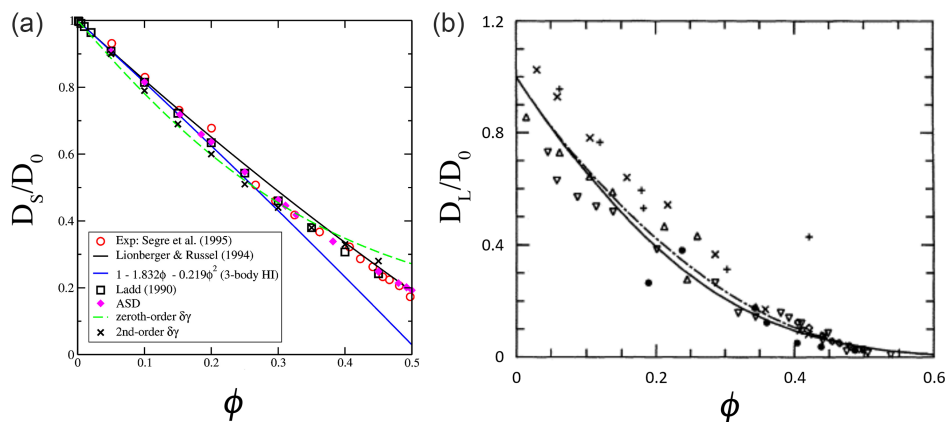 (a)
D_S/D_0
1
0.8
0.6
0.4
0.2
0
0
0.1
0.2
0.3
0.4
0.5
ϕ
Exp: Segre et al. (1995)
Lionberger & Russel (1994)
1 - 1.832ϕ - 0.219ϕ² (3-body HI)
Ladd (1990)
ASD
zeroth-order δγ
2nd-order δγ
(b)
D_L/D_0
1.2
0.8
0.4
0
0
0.2
0.4
0.6
ϕ